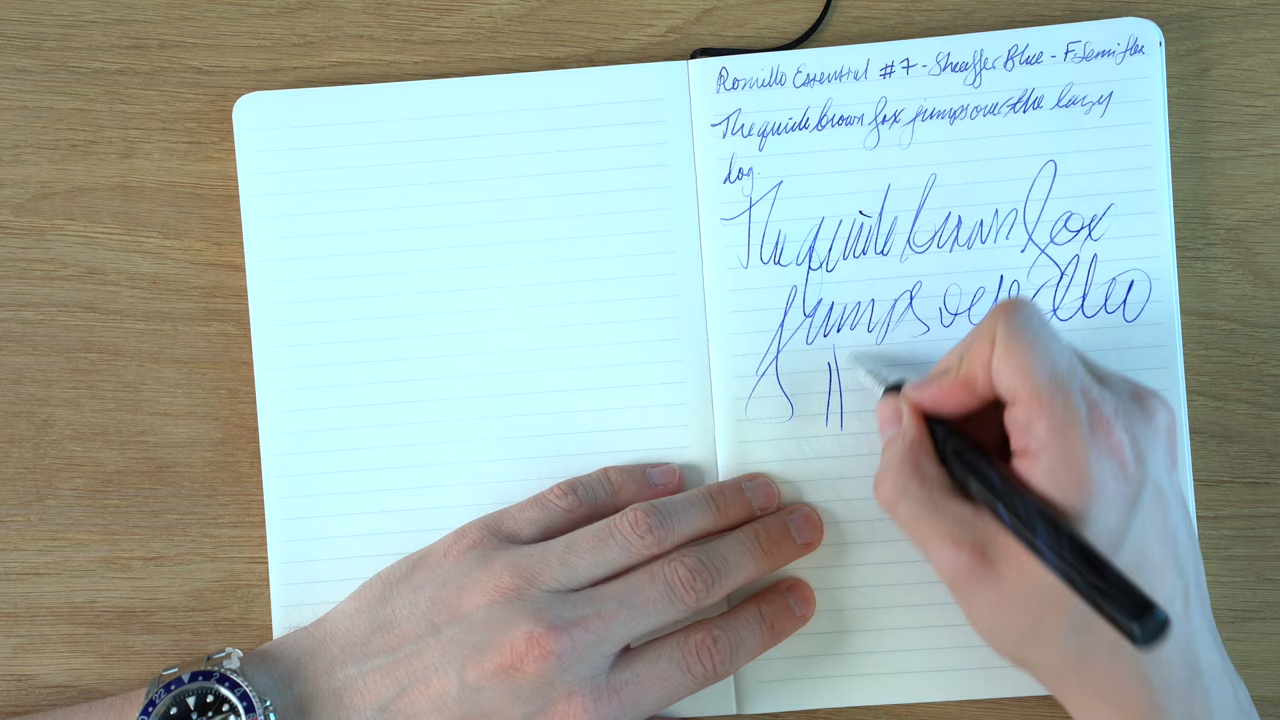 Romillo Essential #7 - Sheaffer Blue - F Semiflex
The quick brown fox jumps over the lazy
dog.
The quick brown fox
jumps over the